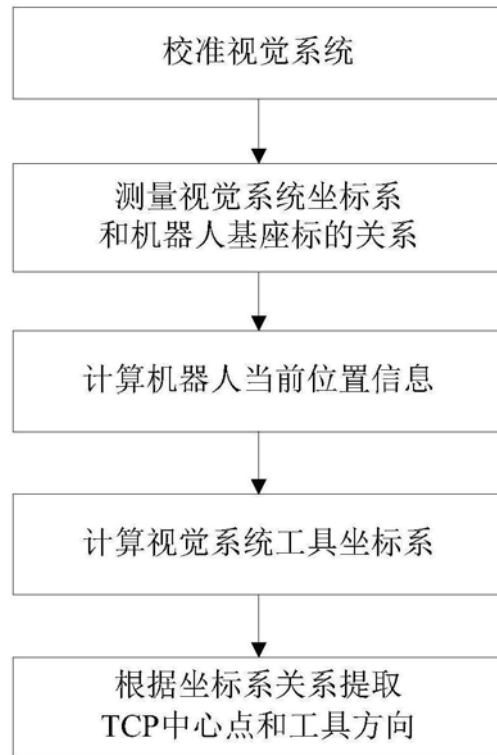 校准视觉系统
测量视觉系统坐标系
和机器人基座标的关系
计算机器人当前位置信息
计算视觉系统工具坐标系
根据坐标系关系提取
TCP中心点和工具方向